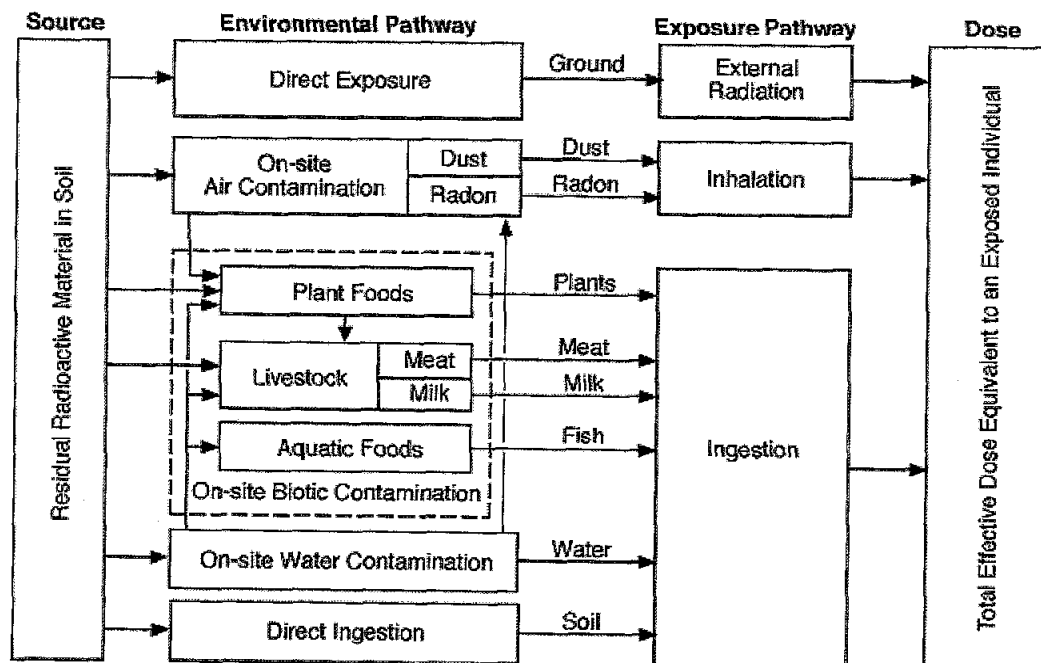 Source
Environmental Pathway
Exposure Pathway
Dose
Residual Radioactive Material in Soil
Direct Exposure
Ground
External
Radiation
On-site
Air Contamination
Dust
Radon
Dust
Radon
Inhalation
Plant Foods
Plants
Livestock
Meat
Milk
Meat
Milk
Aquatic Foods
Fish
On-site Biotic Contamination
Ingestion
On-site Water Contamination
Water
Direct Ingestion
Soil
Total Effective Dose Equivalent to an Exposed Individual